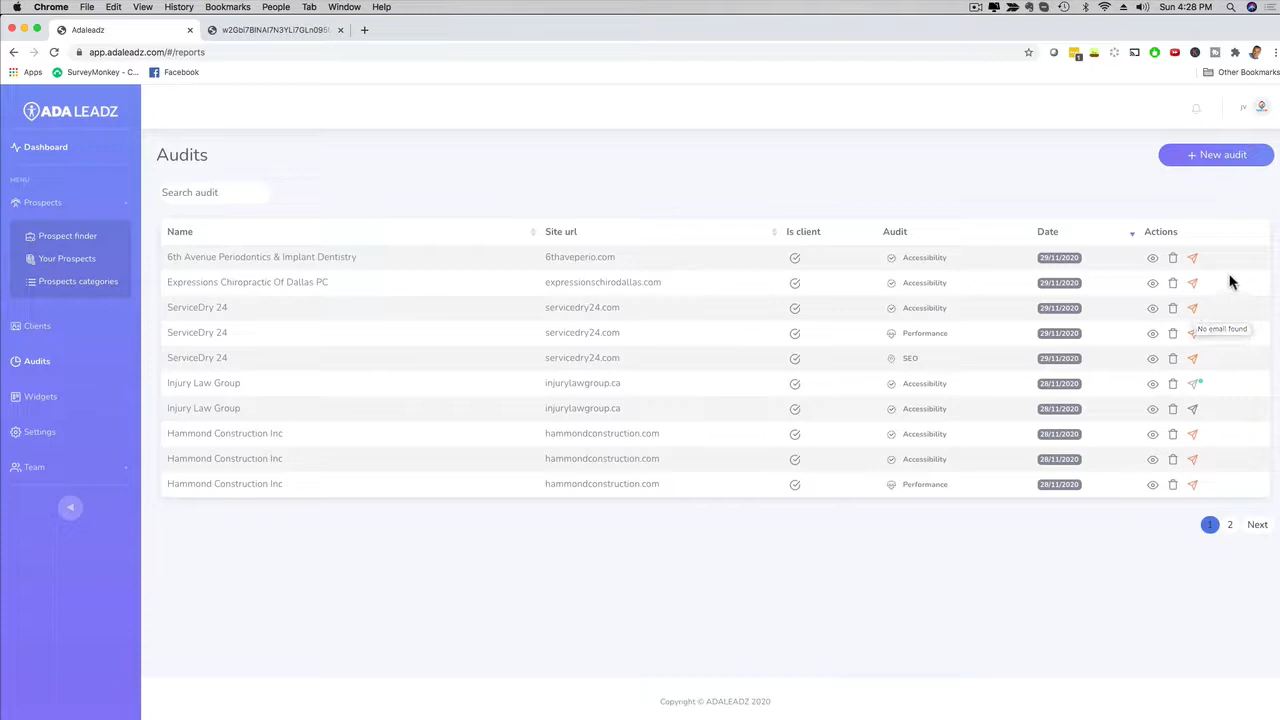 Chrome File Edit View History Bookmarks People Tab Window Help Sun 4:28 PM
Adaleadz
app.adaleadz.com/#/reports
Apps SurveyMonkey - C... Facebook Other Bookmarks
ADA LEADZ
JV
Dashboard
MENU
Prospects
Prospect finder
Your Prospects
Prospects categories
Clients
Audits
Widgets
Settings
Team
Audits
+ New audit
Search audit
Name Site url Is client Audit Date Actions
6th Avenue Periodontics & Implant Dentistry 6thaveperio.com Accessibility 29/11/2020
Expressions Chiropractic Of Dallas PC expressionschirodallas.com Accessibility 29/11/2020
ServiceDry 24 servicedry24.com Accessibility 29/11/2020
No email found
ServiceDry 24 servicedry24.com Performance 29/11/2020
ServiceDry 24 servicedry24.com SEO 29/11/2020
Injury Law Group injurylawgroup.ca Accessibility 28/11/2020
Injury Law Group injurylawgroup.ca Accessibility 28/11/2020
Hammond Construction Inc hammondconstruction.com Accessibility 28/11/2020
Hammond Construction Inc hammondconstruction.com Accessibility 28/11/2020
Hammond Construction Inc hammondconstruction.com Performance 28/11/2020
1 2 Next
Copyright © ADALEADZ 2020